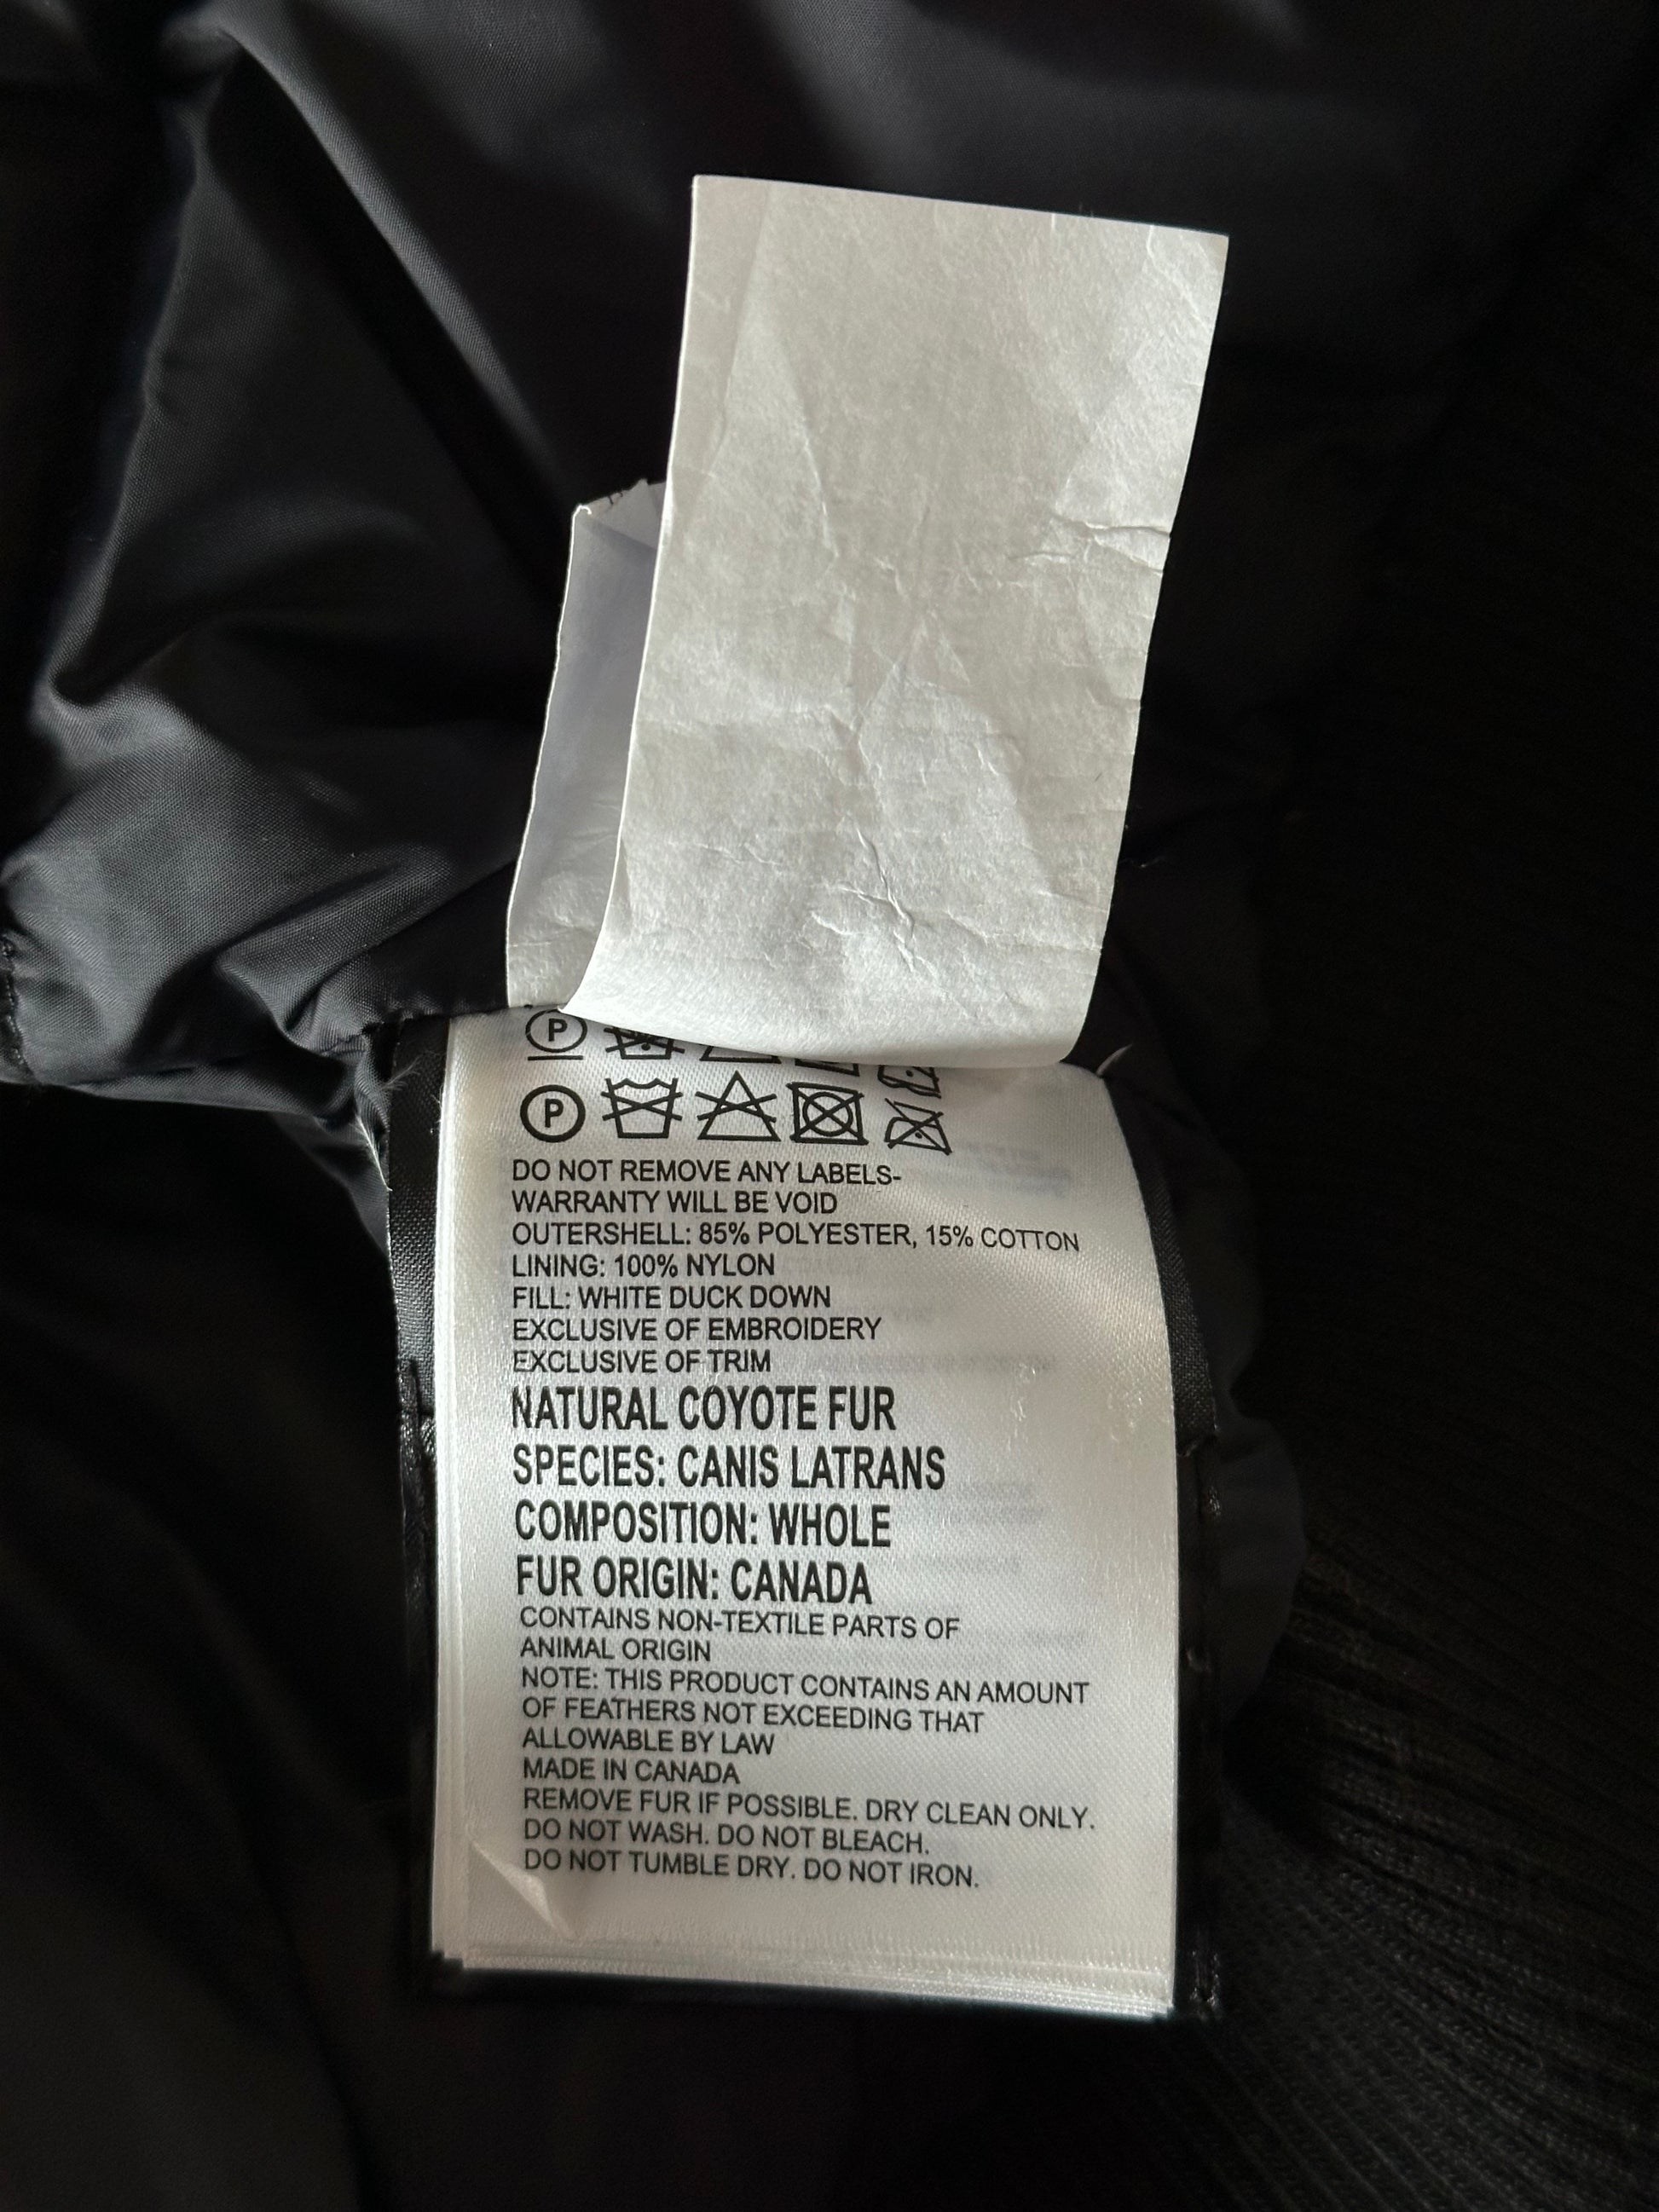 P
P
DO NOT REMOVE ANY LABELS-
WARRANTY WILL BE VOID
OUTERSHELL: 85% POLYESTER, 15% COTTON
LINING: 100% NYLON
FILL: WHITE DUCK DOWN
EXCLUSIVE OF EMBROIDERY
EXCLUSIVE OF TRIM
NATURAL COYOTE FUR
SPECIES: CANIS LATRANS
COMPOSITION: WHOLE
FUR ORIGIN: CANADA
CONTAINS NON-TEXTILE PARTS OF
ANIMAL ORIGIN
NOTE: THIS PRODUCT CONTAINS AN AMOUNT
OF FEATHERS NOT EXCEEDING THAT
ALLOWABLE BY LAW
MADE IN CANADA
REMOVE FUR IF POSSIBLE. DRY CLEAN ONLY.
DO NOT WASH. DO NOT BLEACH.
DO NOT TUMBLE DRY. DO NOT IRON.